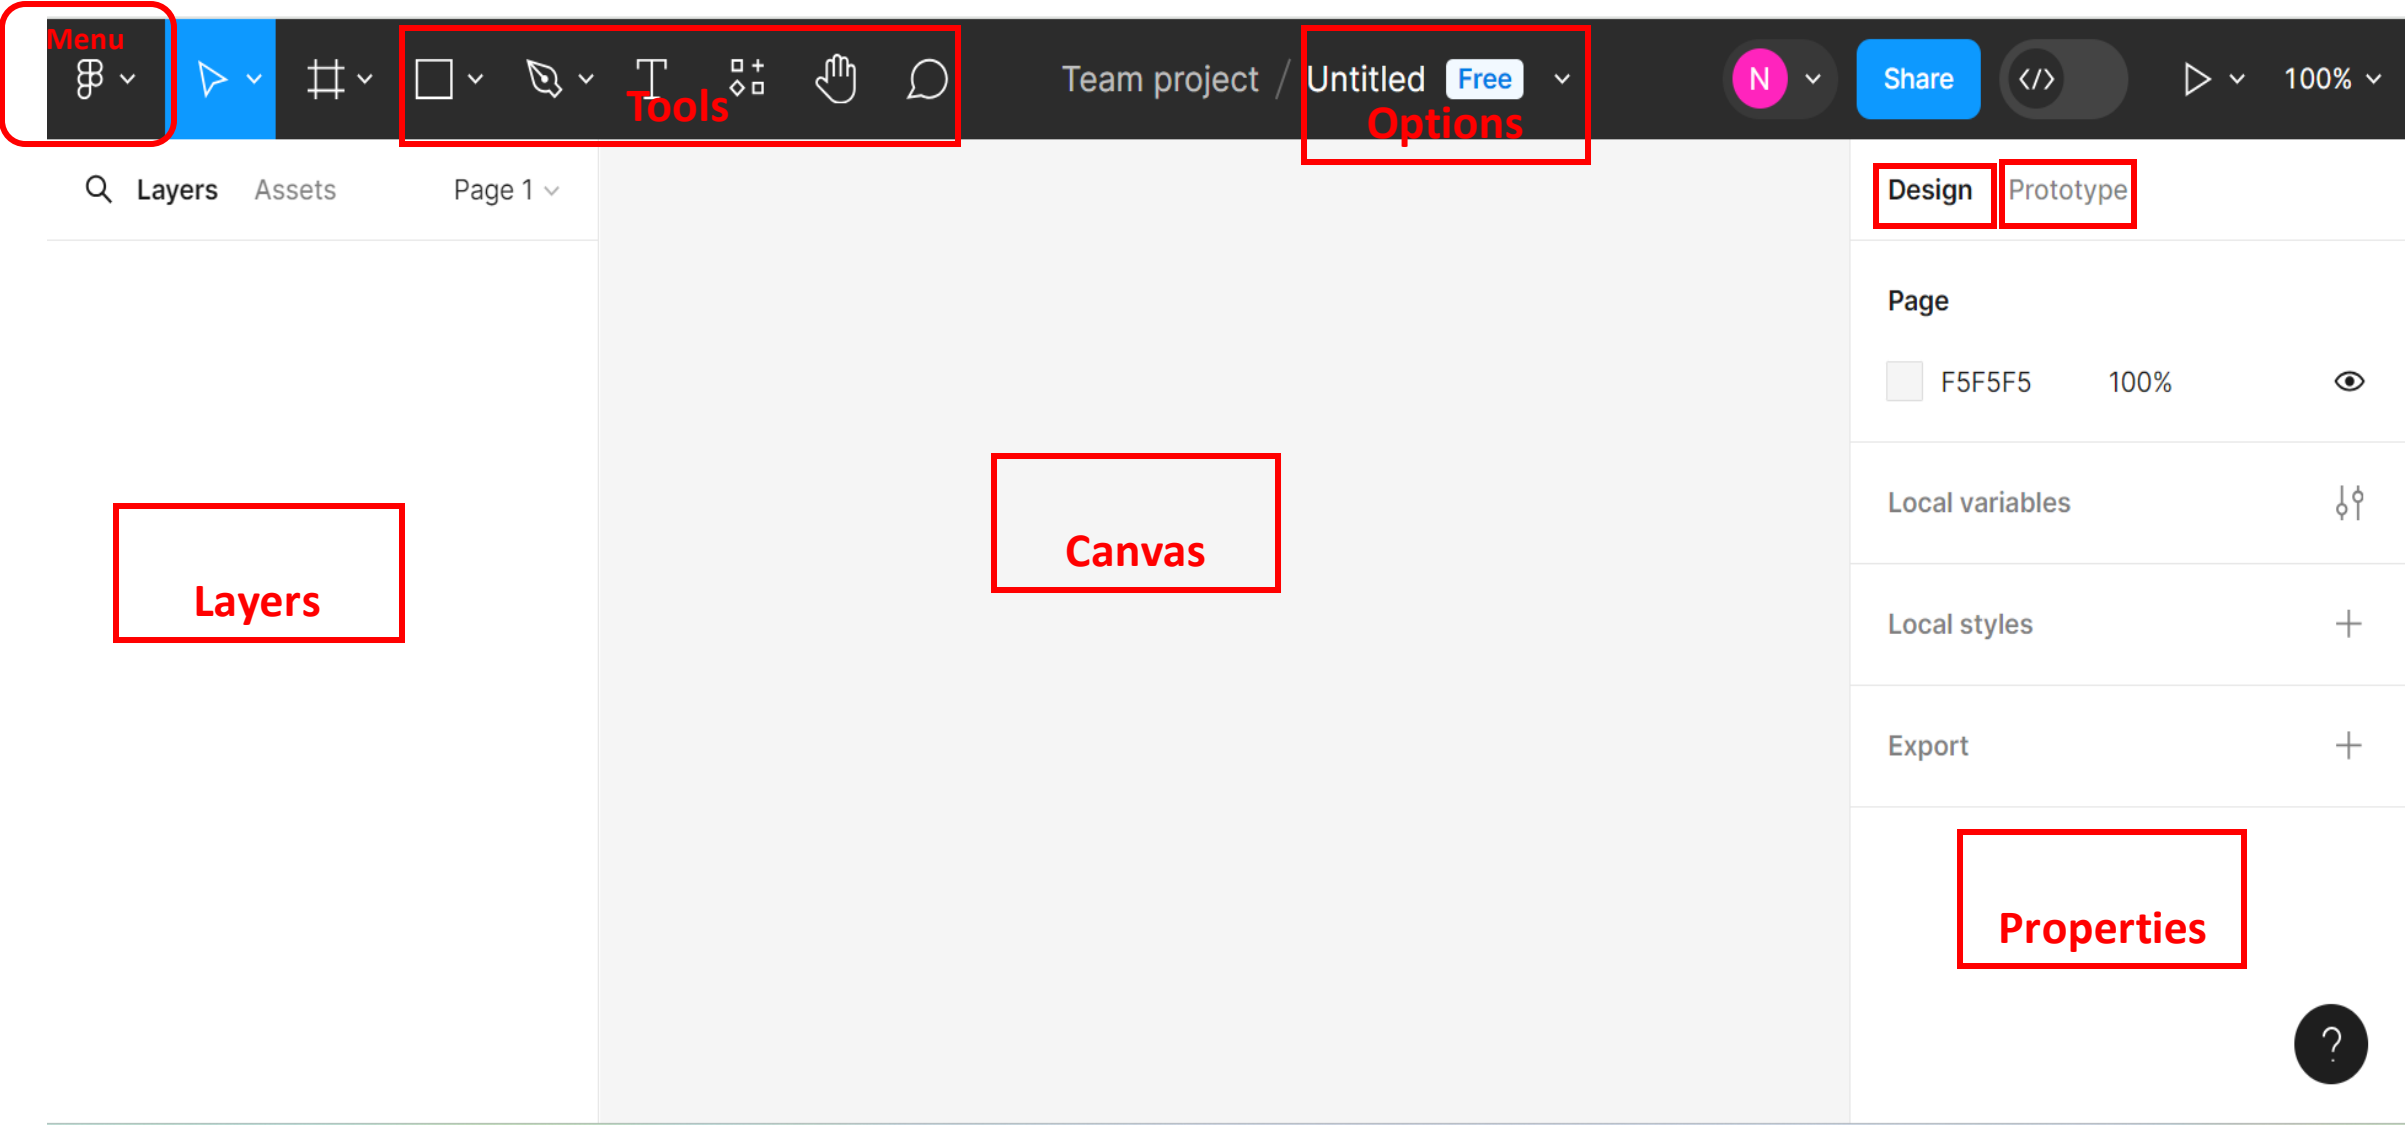 Menu
Tools
Team project / Untitled Free
Options
N
Share
</>
100%
Layers Assets Page 1
Design Prototype
Page
F5F5F5 100%
Local variables
Canvas
Layers
Local styles
Export
Properties
?